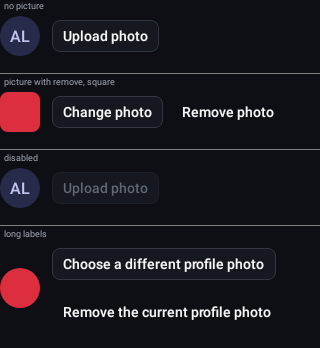 no picture
AL
Upload photo
picture with remove, square
Change photo
Remove photo
disabled
AL
Upload photo
long labels
Choose a different profile photo
Remove the current profile photo